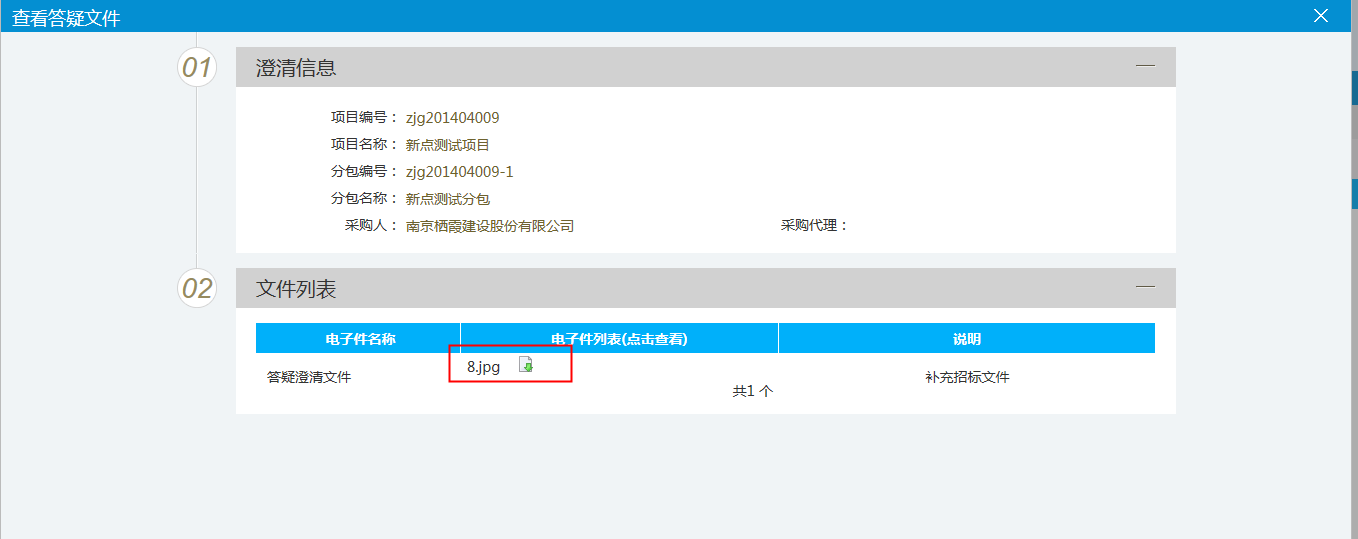 查看答疑文件
01
澄清信息
项目编号： zjg201404009
项目名称： 新点测试项目
分包编号： zjg201404009-1
分包名称： 新点测试分包
采购人： 南京栖霞建设股份有限公司 采购代理：
02
文件列表
电子件名称 电子件列表(点击查看) 说明
8.jpg
答疑澄清文件 补充招标文件
共1 个